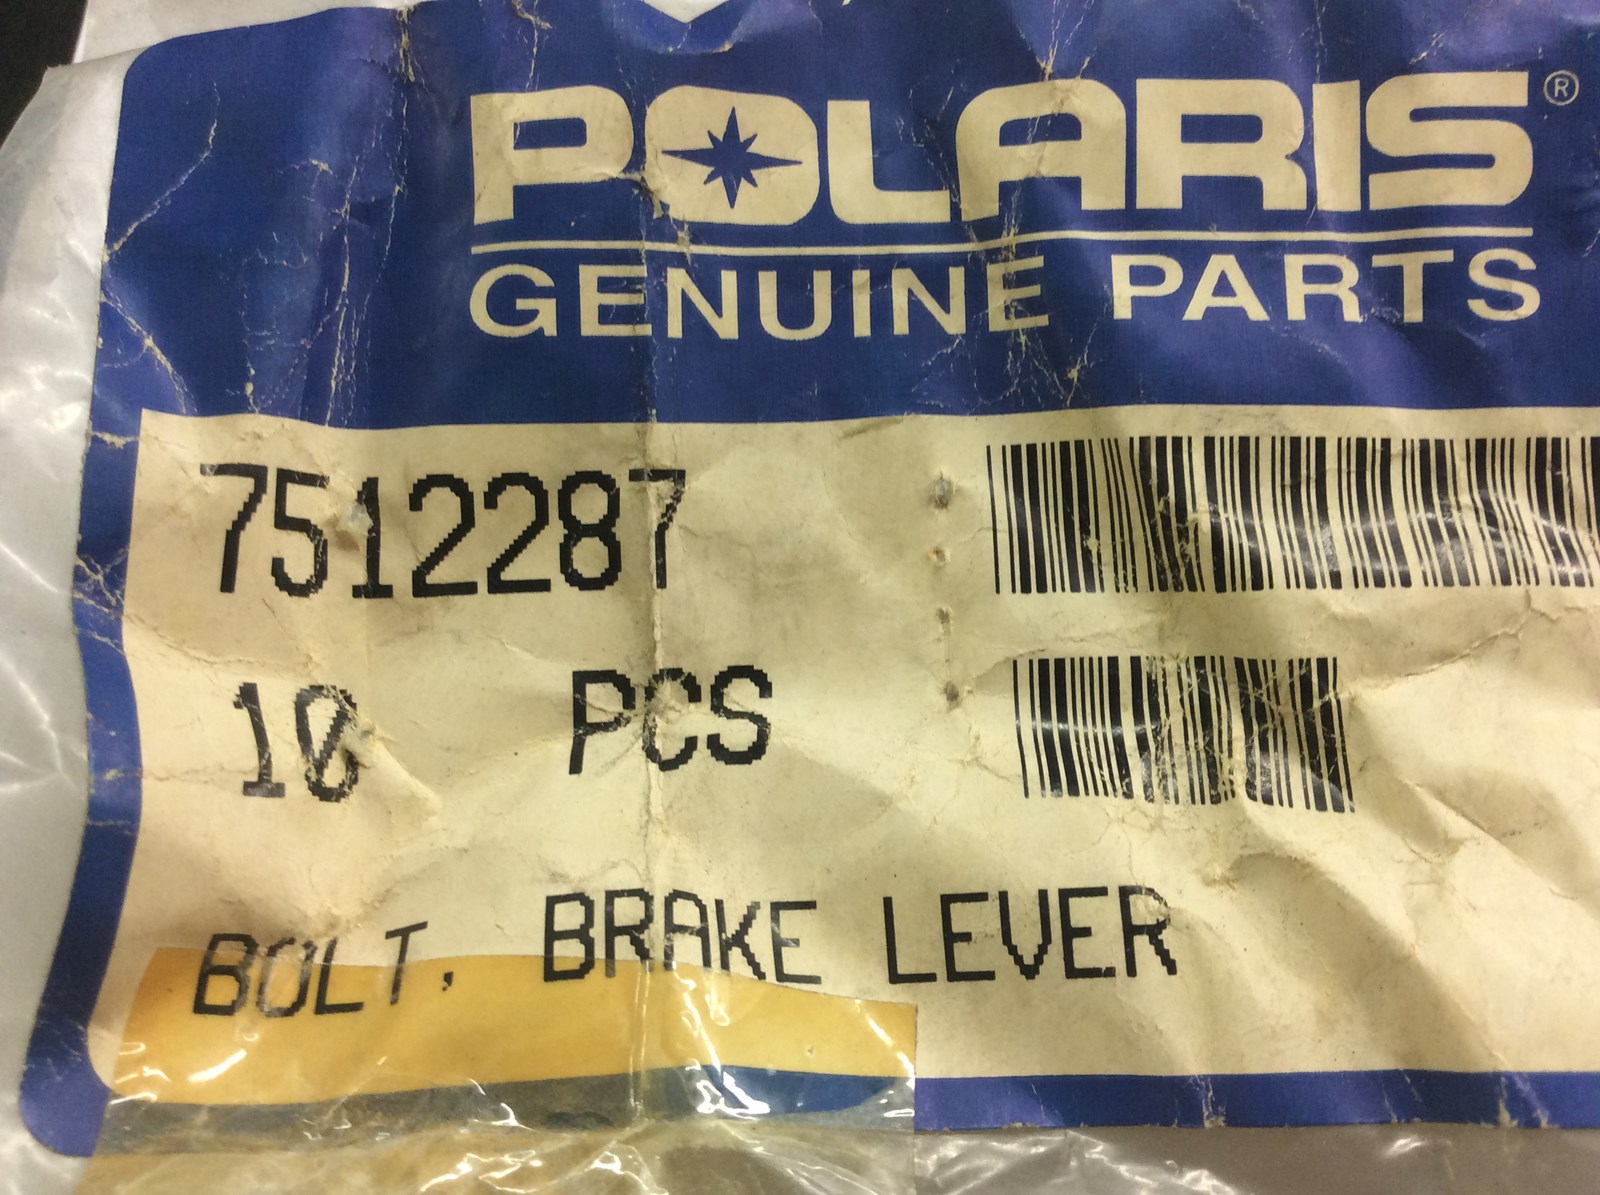 POLARIS®
GENUINE PARTS
7512287
10 PCS
BOLT, BRAKE LEVER